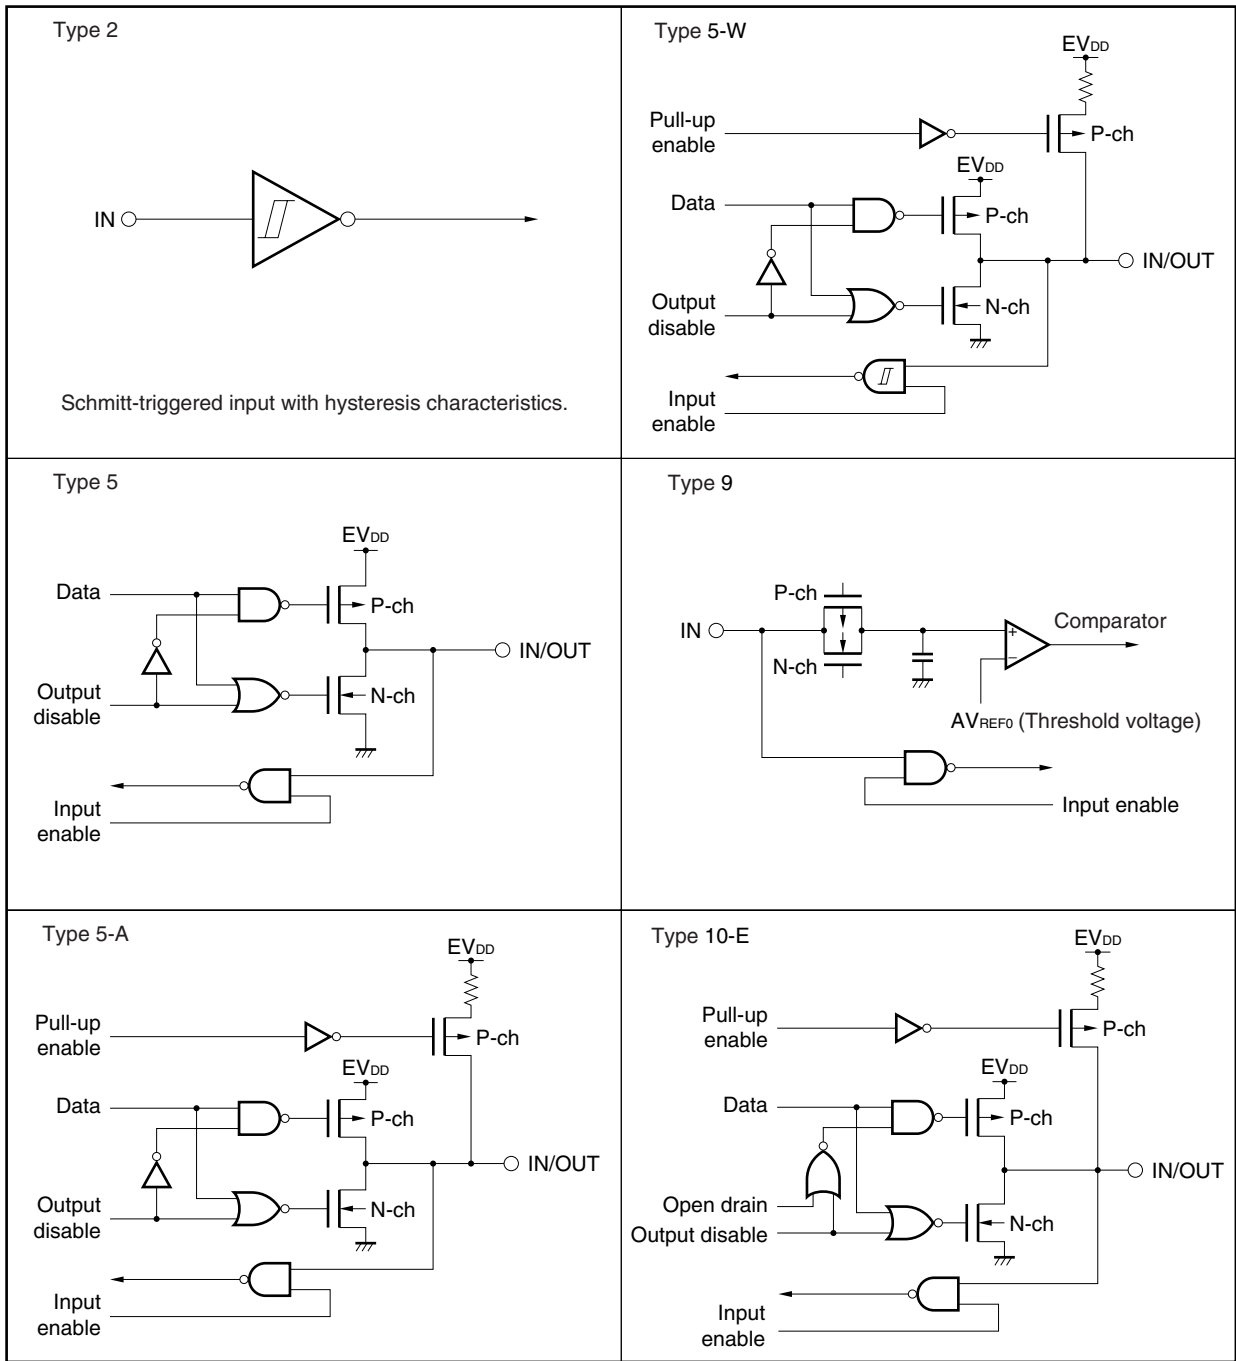 Type 2
IN
Schmitt-triggered input with hysteresis characteristics.
Type 5-W
EVDD
Pull-up
enable
P-ch
EVDD
Data
P-ch
IN/OUT
Output
disable
N-ch
Input
enable
Type 5
EVDD
Data
P-ch
IN/OUT
Output
disable
N-ch
Input
enable
Type 9
P-ch
IN
N-ch
+
−
Comparator
AVREF0 (Threshold voltage)
Input enable
Type 5-A
EVDD
Pull-up
enable
P-ch
EVDD
Data
P-ch
IN/OUT
Output
disable
N-ch
Input
enable
Type 10-E
EVDD
Pull-up
enable
P-ch
EVDD
Data
P-ch
IN/OUT
Open drain
Output disable
N-ch
Input
enable